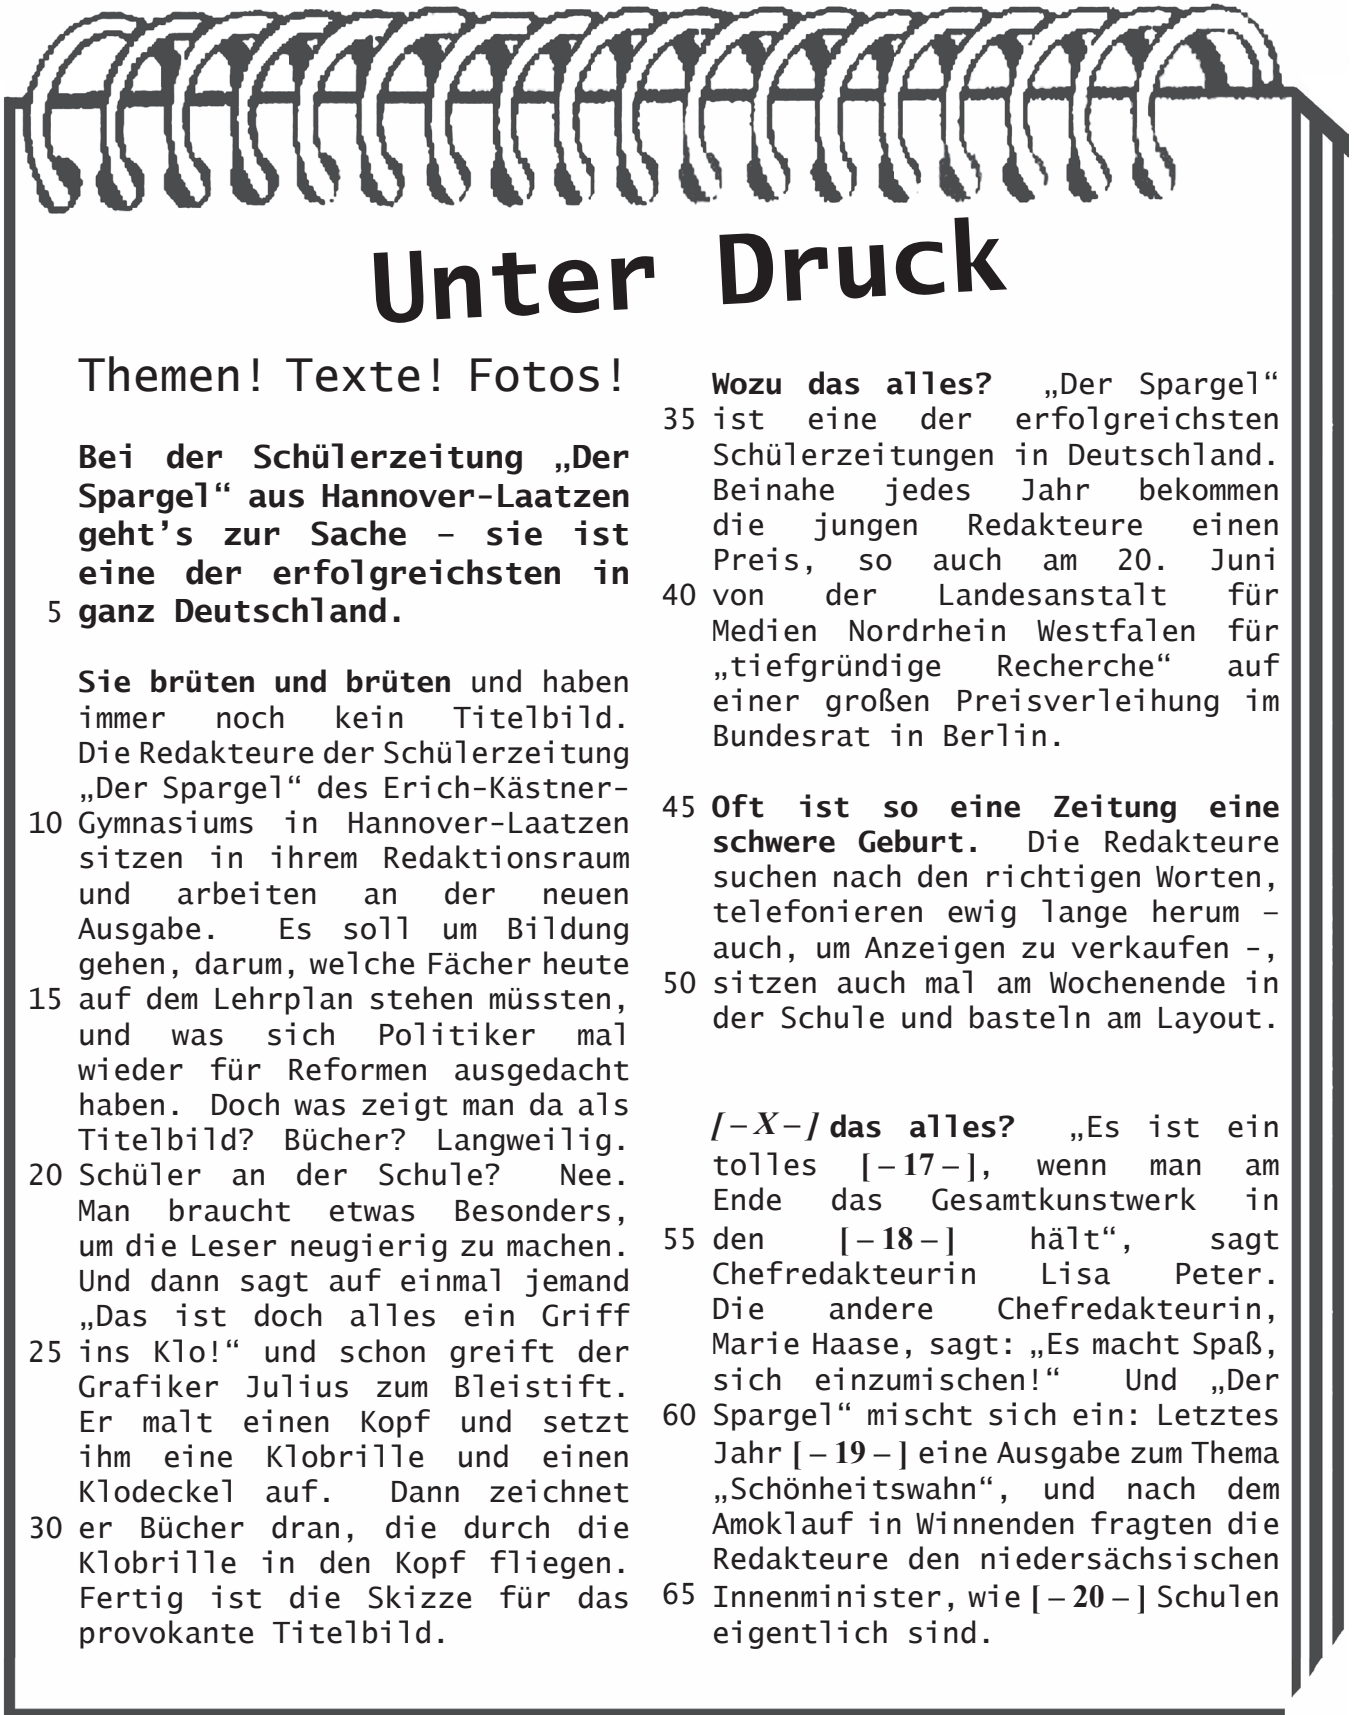 Unter Druck
Themen! Texte! Fotos!
Bei der Schülerzeitung „Der
Spargel“ aus Hannover-Laatzen
geht’s zur Sache – sie ist
eine der erfolgreichsten in
5 ganz Deutschland.
Sie brüten und brüten und haben
immer noch kein Titelbild.
Die Redakteure der Schülerzeitung
„Der Spargel“ des Erich-Kästner-
10 Gymnasiums in Hannover-Laatzen
sitzen in ihrem Redaktionsraum
und arbeiten an der neuen
Ausgabe. Es soll um Bildung
gehen, darum, welche Fächer heute
15 auf dem Lehrplan stehen müssten,
und was sich Politiker mal
wieder für Reformen ausgedacht
haben. Doch was zeigt man da als
Titelbild? Bücher? Langweilig.
20 Schüler an der Schule? Nee.
Man braucht etwas Besonders,
um die Leser neugierig zu machen.
Und dann sagt auf einmal jemand
„Das ist doch alles ein Griff
25 ins Klo!“ und schon greift der
Grafiker Julius zum Bleistift.
Er malt einen Kopf und setzt
ihm eine Klobrille und einen
Klodeckel auf. Dann zeichnet
30 er Bücher dran, die durch die
Klobrille in den Kopf fliegen.
Fertig ist die Skizze für das
provokante Titelbild.
Wozu das alles? „Der Spargel“
35 ist eine der erfolgreichsten
Schülerzeitungen in Deutschland.
Beinahe jedes Jahr bekommen
die jungen Redakteure einen
Preis, so auch am 20. Juni
40 von der Landesanstalt für
Medien Nordrhein Westfalen für
„tiefgründige Recherche“ auf
einer großen Preisverleihung im
Bundesrat in Berlin.
45 Oft ist so eine Zeitung eine
schwere Geburt. Die Redakteure
suchen nach den richtigen Worten,
telefonieren ewig lange herum –
auch, um Anzeigen zu verkaufen -,
50 sitzen auch mal am Wochenende in
der Schule und basteln am Layout.
[ – X – ] das alles? „Es ist ein
tolles [ – 17 – ], wenn man am
Ende das Gesamtkunstwerk in
55 den [ – 18 – ] hält“, sagt
Chefredakteurin Lisa Peter.
Die andere Chefredakteurin,
Marie Haase, sagt: „Es macht Spaß,
sich einzumischen!“ Und „Der
60 Spargel“ mischt sich ein: Letztes
Jahr [ – 19 – ] eine Ausgabe zum Thema
„Schönheitswahn“, und nach dem
Amoklauf in Winnenden fragten die
Redakteure den niedersächsischen
65 Innenminister, wie [ – 20 – ] Schulen
eigentlich sind.